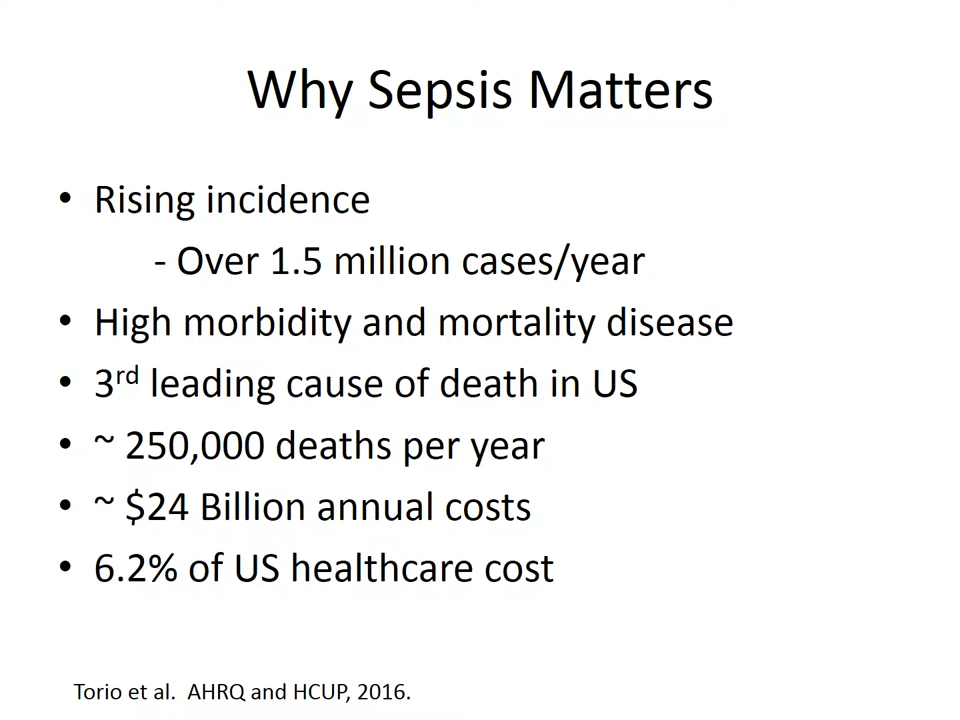 Why Sepsis Matters
• Rising incidence
- Over 1.5 million cases/year
• High morbidity and mortality disease
• 3rd leading cause of death in US
• ~ 250,000 deaths per year
• ~ $24 Billion annual costs
• 6.2% of US healthcare cost
Torio et al.  AHRQ and HCUP, 2016.